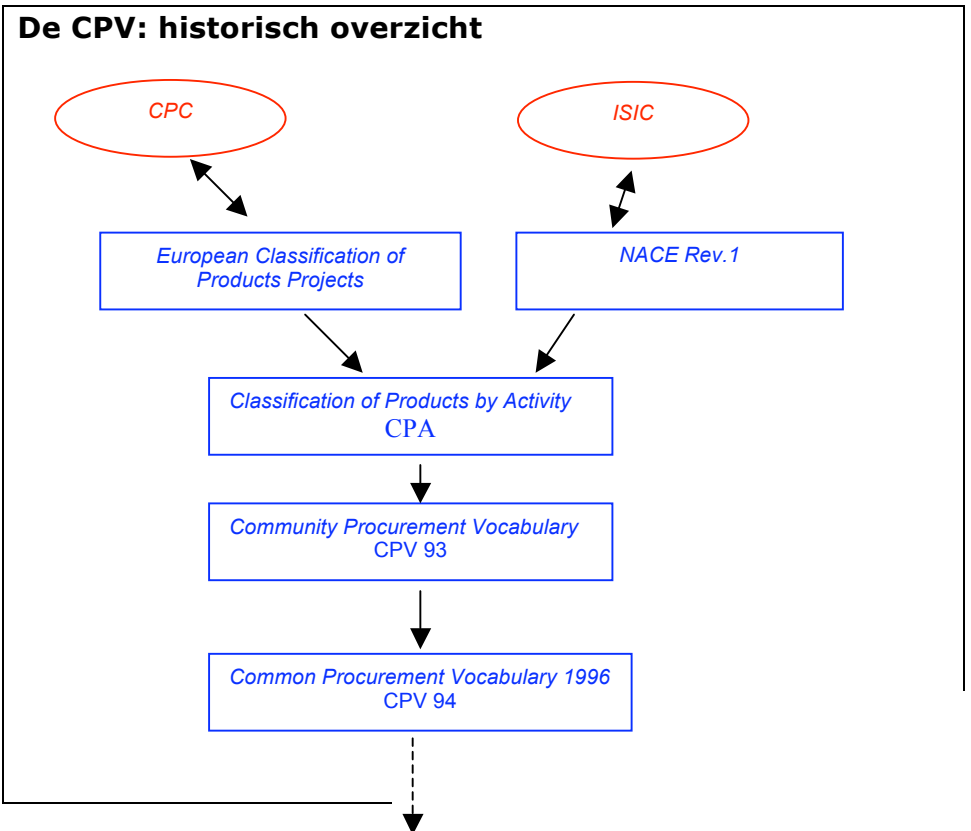 De CPV: historisch overzicht
CPC
ISIC
European Classification of
Products Projects
NACE Rev.1
Classification of Products by Activity
CPA
Community Procurement Vocabulary
CPV 93
Common Procurement Vocabulary 1996
CPV 94